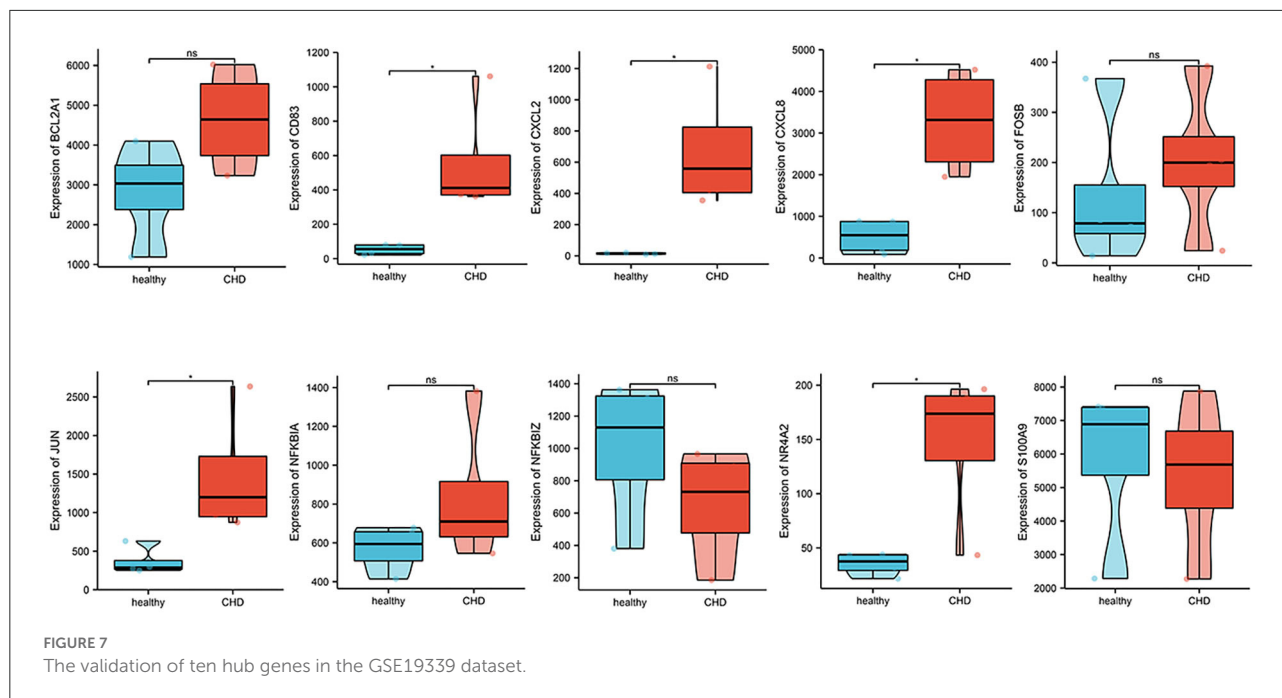 ns
Expression of BCL2A1
6000
5000
4000
3000
2000
1000
healthy
CHD
*
Expression of CD83
1200
1000
800
600
400
200
0
healthy
CHD
*
Expression of CXCL2
1200
1000
800
600
400
200
0
healthy
CHD
*
Expression of CXCL8
5000
4000
3000
2000
1000
0
healthy
CHD
ns
Expression of FOSB
400
300
200
100
0
healthy
CHD
*
Expression of JUN
2500
2000
1500
1000
500
0
healthy
CHD
ns
Expression of NFKBIA
1400
1200
1000
800
600
400
healthy
CHD
ns
Expression of NFKBIZ
1400
1200
1000
800
600
400
200
healthy
CHD
*
Expression of NR4A2
200
150
100
50
healthy
CHD
ns
Expression of S100A9
8000
7000
6000
5000
4000
3000
2000
healthy
CHD
FIGURE 7
The validation of ten hub genes in the GSE19339 dataset.